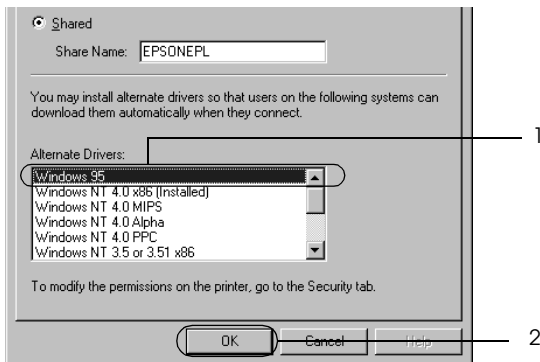 Shared
Share Name: EPSONEPL
You may install alternate drivers so that users on the following systems can
download them automatically when they connect.
1
Alternate Drivers:
Windows 95
Windows NT 4.0 x86 (Installed)
Windows NT 4.0 MIPS
Windows NT 4.0 Alpha
Windows NT 4.0 PPC
Windows NT 3.5 or 3.51 x86
To modify the permissions on the printer, go to the Security tab.
OK Cancel Help 2